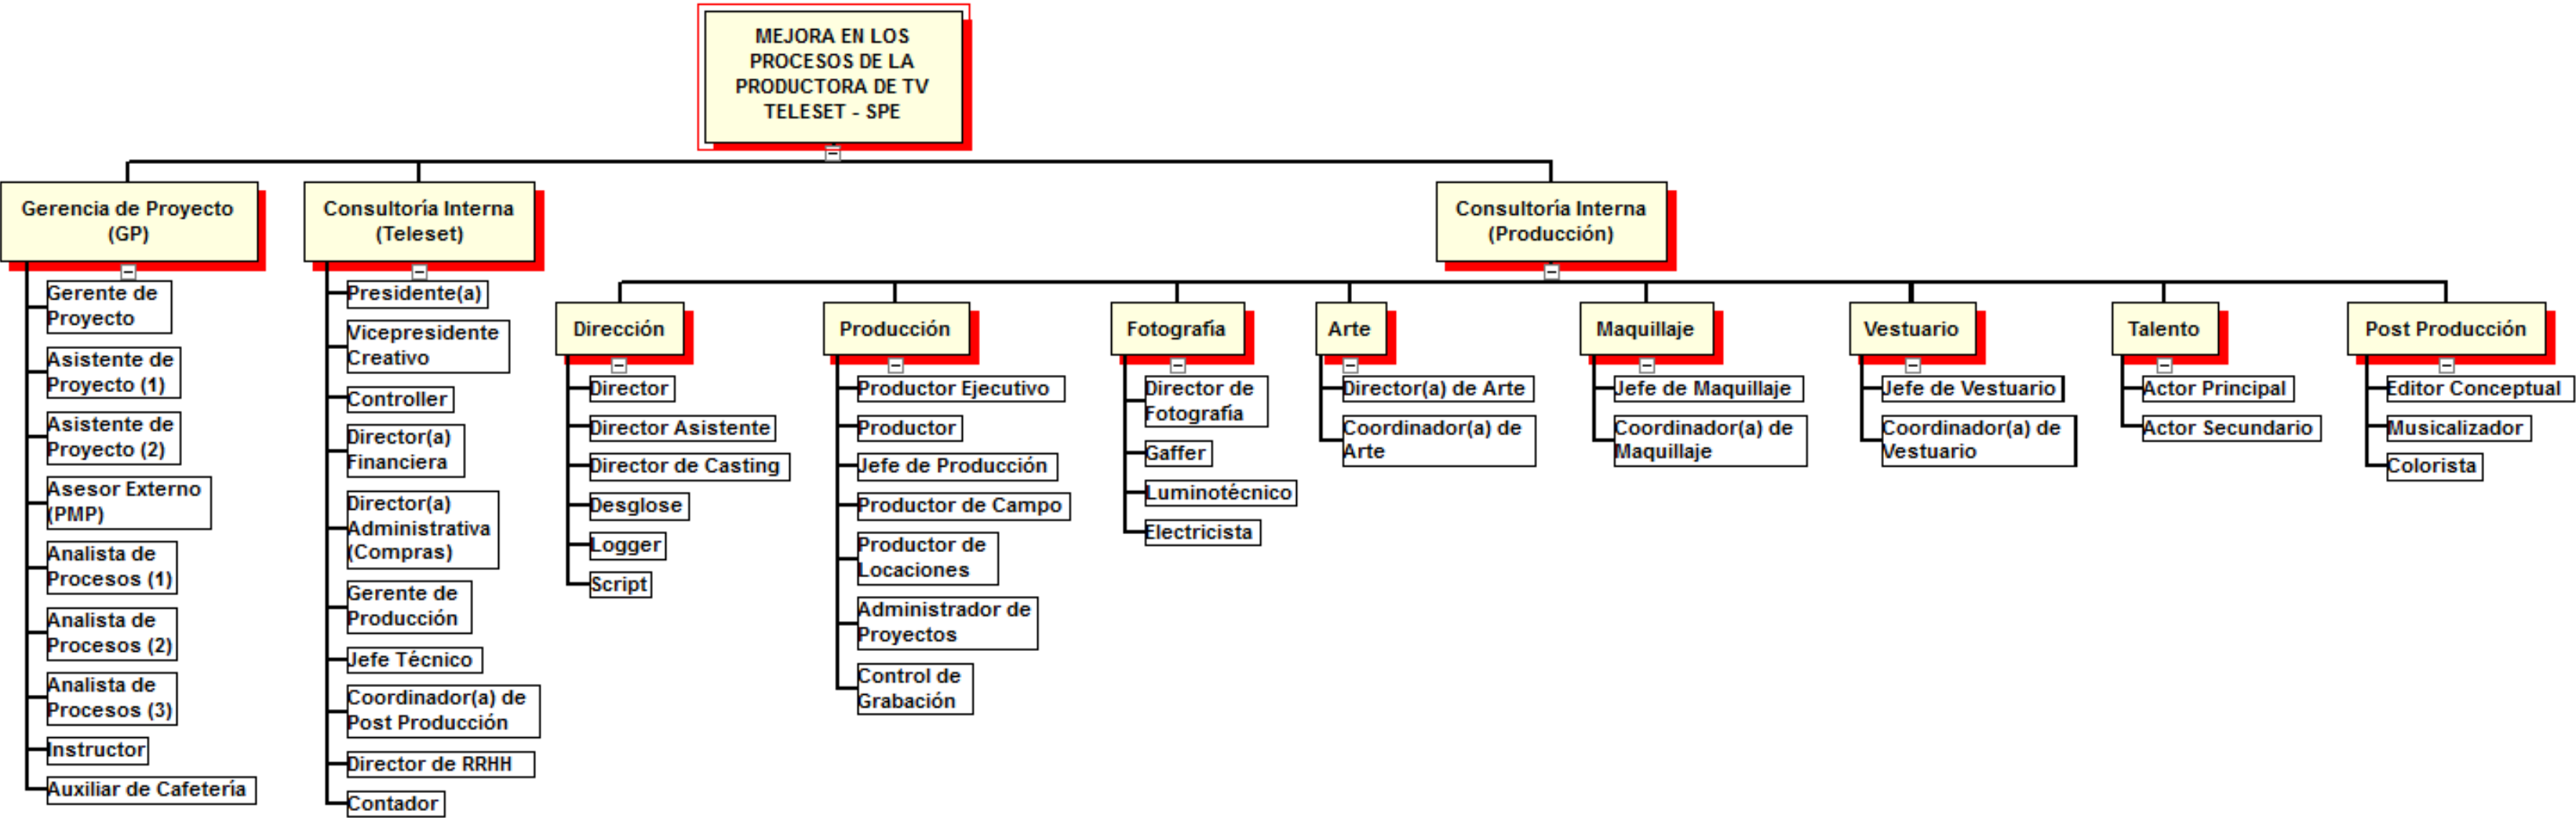 MEJORA EN LOS
PROCESOS DE LA
PRODUCTORA DE TV
TELESET - SPE
Gerencia de Proyecto
(GP)
Gerente de
Proyecto
Asistente de
Proyecto (1)
Asistente de
Proyecto (2)
Asesor Externo
(PMP)
Analista de
Procesos (1)
Analista de
Procesos (2)
Analista de
Procesos (3)
Instructor
Auxiliar de Cafetería
Consultoría Interna
(Teleset)
Presidente(a)
Vicepresidente
Creativo
Controller
Director(a)
Financiera
Director(a)
Administrativa
(Compras)
Gerente de
Producción
Jefe Técnico
Coordinador(a) de
Post Producción
Director de RRHH
Contador
Consultoría Interna
(Producción)
Dirección
Director
Director Asistente
Director de Casting
Desglose
Logger
Script
Producción
Productor Ejecutivo
Productor
Jefe de Producción
Productor de Campo
Productor de
Locaciones
Administrador de
Proyectos
Control de
Grabación
Fotografía
Director de
Fotografía
Gaffer
Luminotécnico
Electricista
Arte
Director(a) de Arte
Coordinador(a) de
Arte
Maquillaje
Jefe de Maquillaje
Coordinador(a) de
Maquillaje
Vestuario
Jefe de Vestuario
Coordinador(a) de
Vestuario
Talento
Actor Principal
Actor Secundario
Post Producción
Editor Conceptual
Musicalizador
Colorista